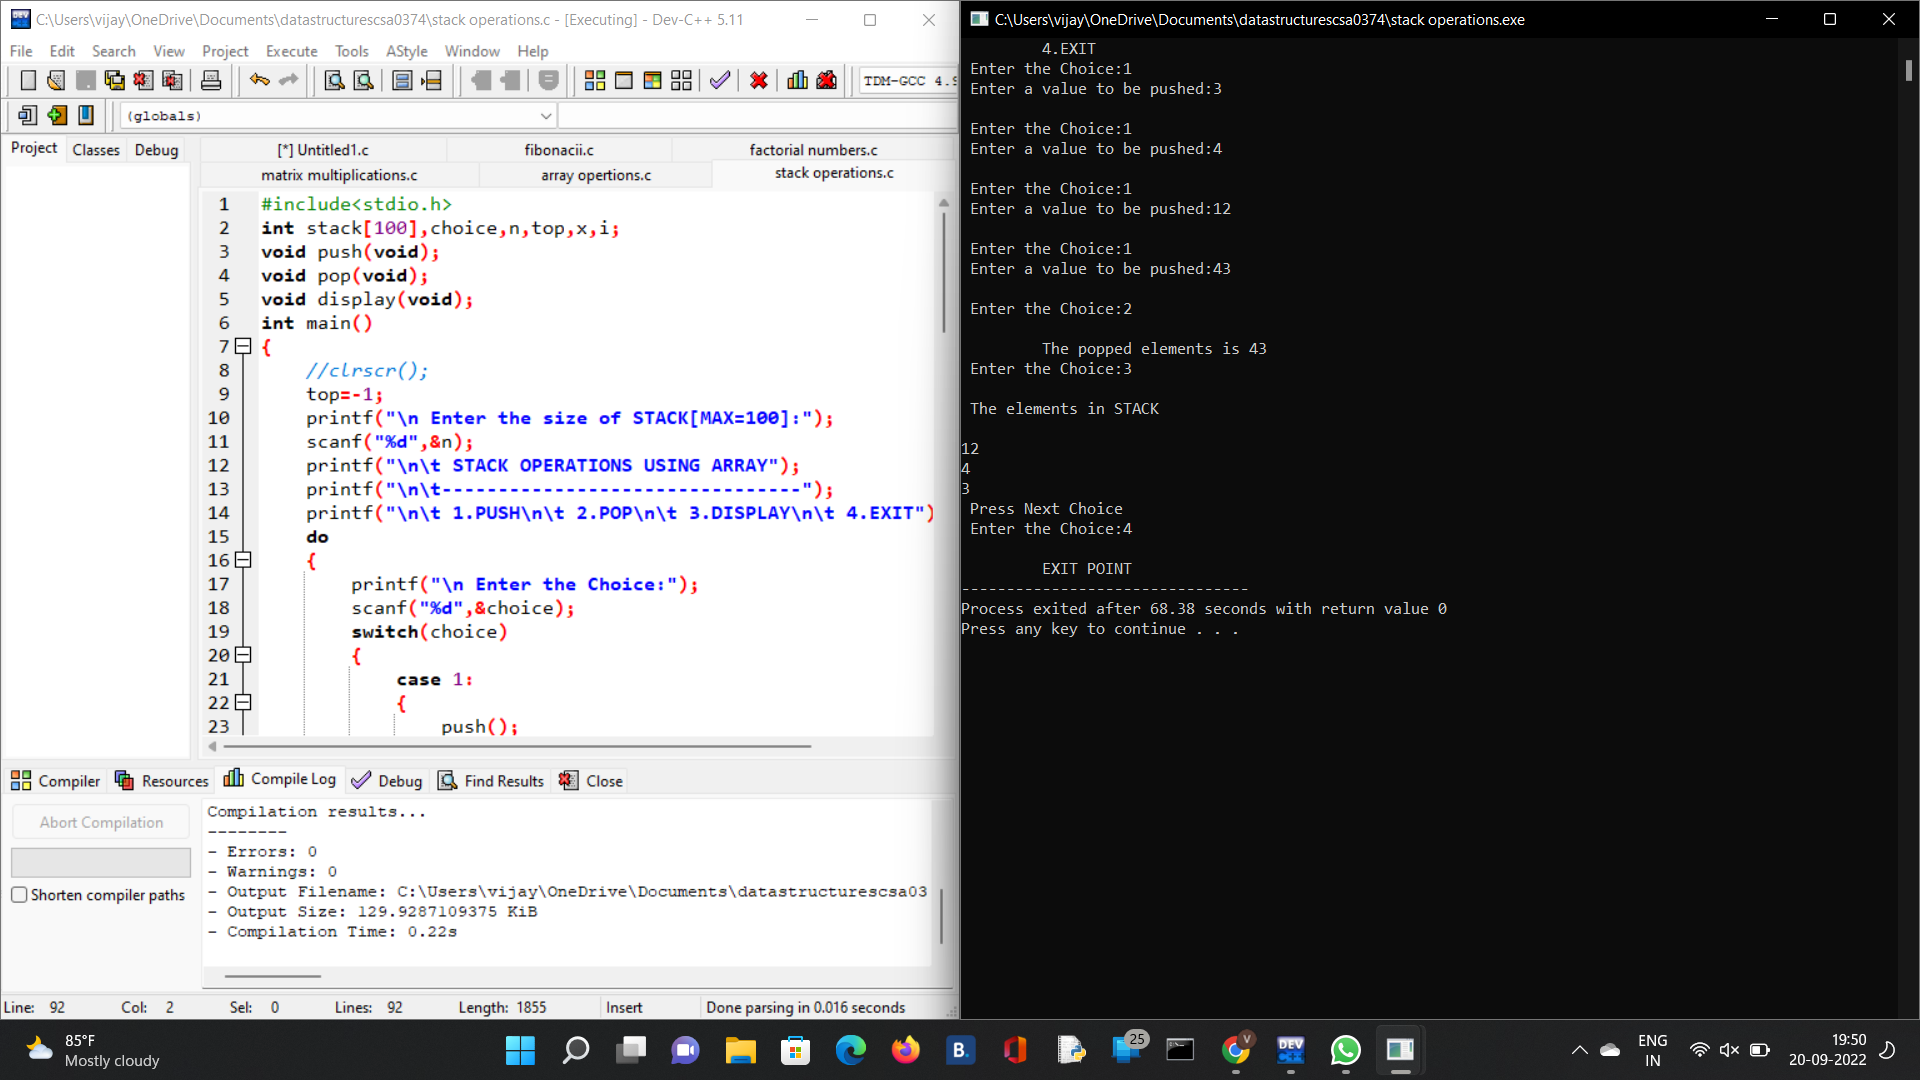 C:\Users\vijay\OneDrive\Documents\datastructurescsa0374\stack operations.c - [Executing] - Dev-C++ 5.11
File Edit Search View Project Execute Tools AStyle Window Help
TDM-GCC 4.9
(globals)
Project Classes Debug
[*] Untitled1.c fibonacii.c factorial numbers.c
matrix multiplications.c array opertions.c stack operations.c
1 #include<stdio.h>
2 int stack[100],choice,n,top,x,i;
3 void push(void);
4 void pop(void);
5 void display(void);
6 int main()
7 {
8 //clrscr();
9 top=-1;
10 printf("\n Enter the size of STACK[MAX=100]:");
11 scanf("%d",&n);
12 printf("\n\t STACK OPERATIONS USING ARRAY");
13 printf("\n\t--------------------------------");
14 printf("\n\t 1.PUSH\n\t 2.POP\n\t 3.DISPLAY\n\t 4.EXIT")
15 do
16 {
17 printf("\n Enter the Choice:");
18 scanf("%d",&choice);
19 switch(choice)
20 {
21 case 1:
22 {
23 push();
Compiler Resources Compile Log Debug Find Results Close
Abort Compilation
Shorten compiler paths
Compilation results...
--------
- Errors: 0
- Warnings: 0
- Output Filename: C:\Users\vijay\OneDrive\Documents\datastructurescsa03
- Output Size: 129.9287109375 KiB
- Compilation Time: 0.22s
Line: 92 Col: 2 Sel: 0 Lines: 92 Length: 1855 Insert Done parsing in 0.016 seconds
C:\Users\vijay\OneDrive\Documents\datastructurescsa0374\stack operations.exe
4.EXIT
Enter the Choice:1
Enter a value to be pushed:3
Enter the Choice:1
Enter a value to be pushed:4
Enter the Choice:1
Enter a value to be pushed:12
Enter the Choice:1
Enter a value to be pushed:43
Enter the Choice:2
The popped elements is 43
Enter the Choice:3
The elements in STACK
12
4
3
Press Next Choice
Enter the Choice:4
EXIT POINT
--------------------------------
Process exited after 68.38 seconds with return value 0
Press any key to continue . . .
85°F
Mostly cloudy
B.
25
V
DEV
C++
ENG
IN
19:50
20-09-2022